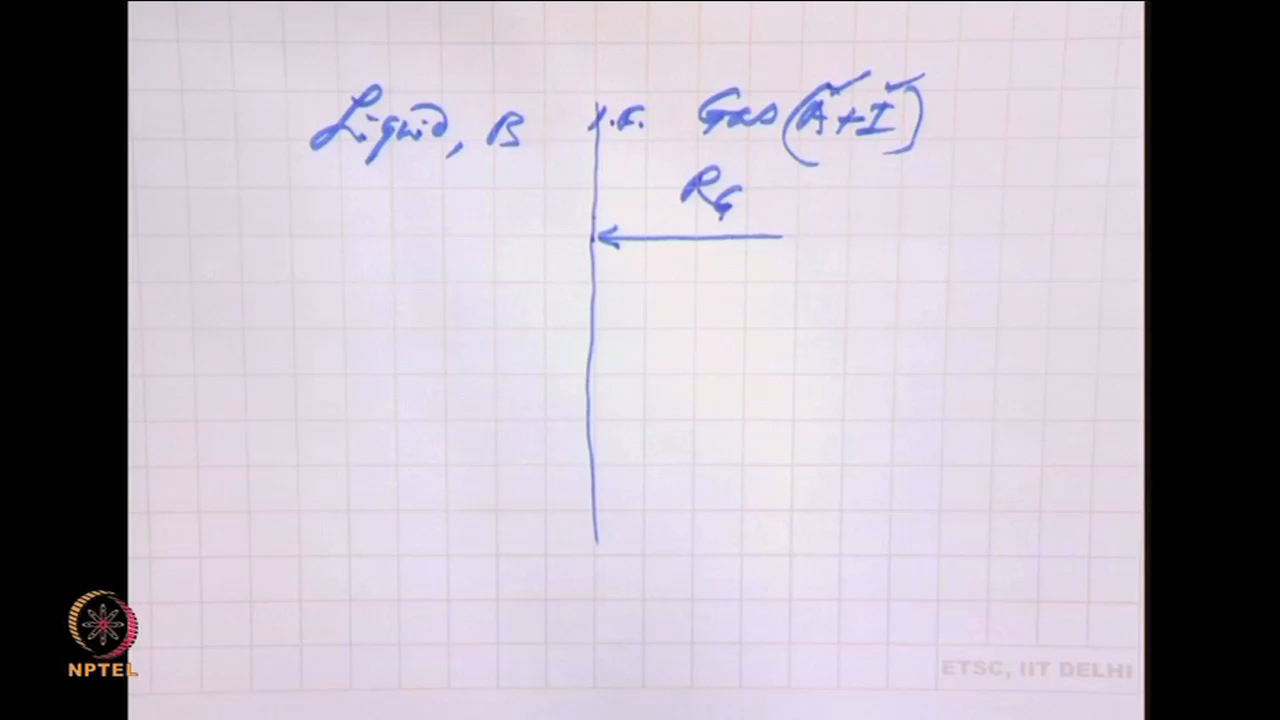 Liquid, B I.F. Gas (A+I)
R_G
NPTEL
ETSC, IIT DELHI